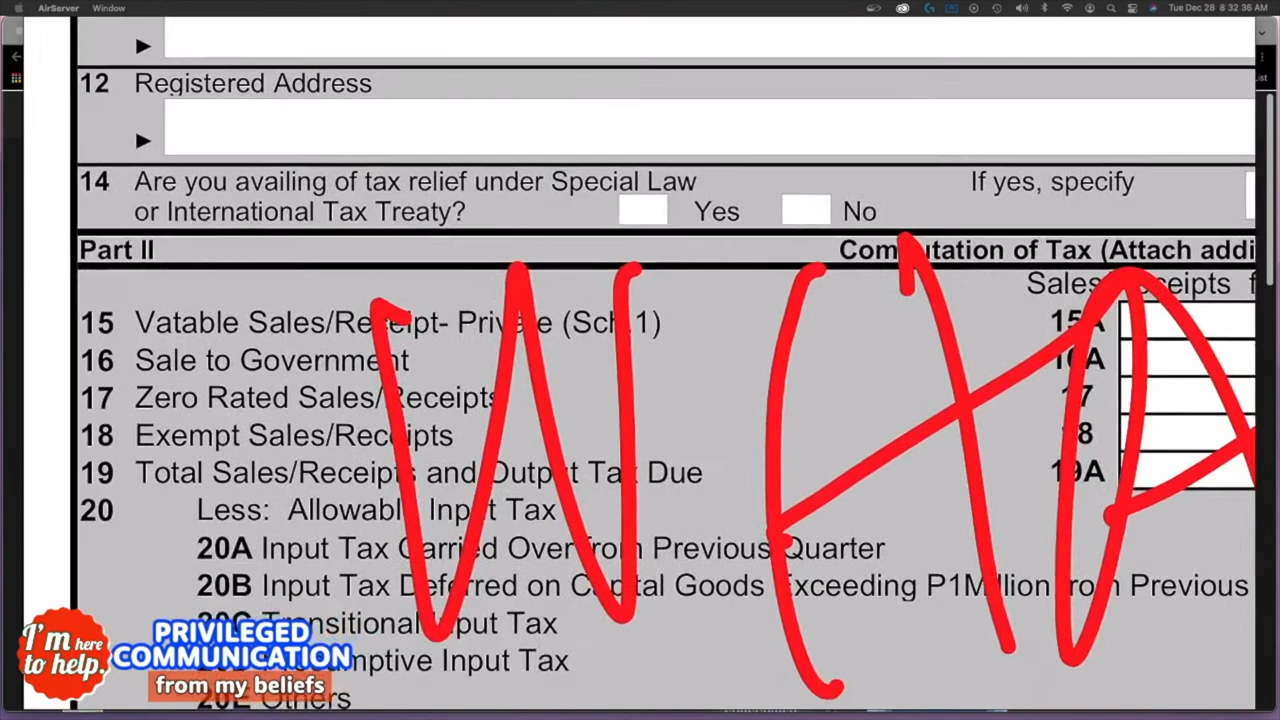 AirServer Window Tue Dec 28 8:32:36 AM
12 Registered Address
14 Are you availing of tax relief under Special Law If yes, specify
or International Tax Treaty? Yes No
Part II Computation of Tax (Attach addi
Sales/Receipts f
15 Vatable Sales/Receipt- Private (Sch.1) 15A
16 Sale to Government 16A
17 Zero Rated Sales/Receipts 17
18 Exempt Sales/Receipts 18
19 Total Sales/Receipts and Output Tax Due 19A
20 Less: Allowable Input Tax
20A Input Tax Carried Over from Previous Quarter
20B Input Tax Deferred on Capital Goods Exceeding P1Million from Previous
20C Transitional Input Tax
Input Tax
20E Others
I'm here
to help.
PRIVILEGED
COMMUNICATION
from my beliefs